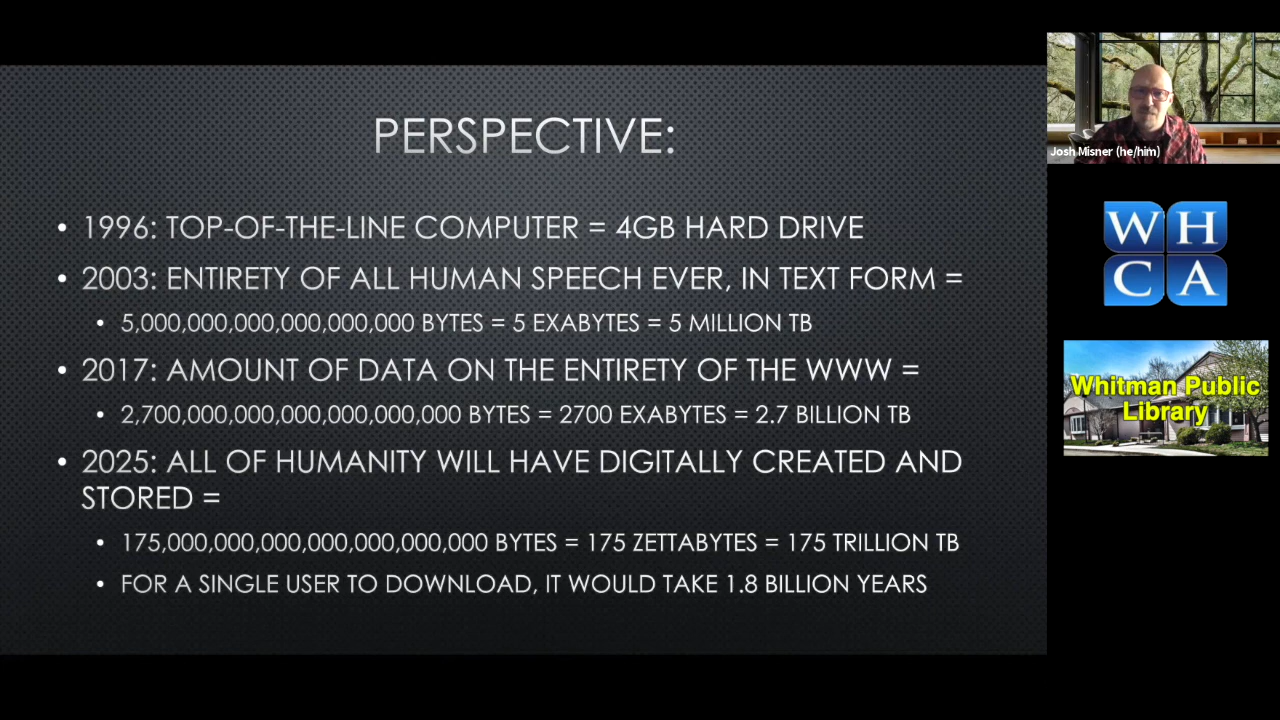 PERSPECTIVE:
• 1996: TOP-OF-THE-LINE COMPUTER = 4GB HARD DRIVE
• 2003: ENTIRETY OF ALL HUMAN SPEECH EVER, IN TEXT FORM =
• 5,000,000,000,000,000,000 BYTES = 5 EXABYTES = 5 MILLION TB
• 2017: AMOUNT OF DATA ON THE ENTIRETY OF THE WWW =
• 2,700,000,000,000,000,000,000 BYTES = 2700 EXABYTES = 2.7 BILLION TB
• 2025: ALL OF HUMANITY WILL HAVE DIGITALLY CREATED AND
STORED =
• 175,000,000,000,000,000,000,000 BYTES = 175 ZETTABYTES = 175 TRILLION TB
• FOR A SINGLE USER TO DOWNLOAD, IT WOULD TAKE 1.8 BILLION YEARS
Josh Misner (he/him)
W H
C A
Whitman Public
Library